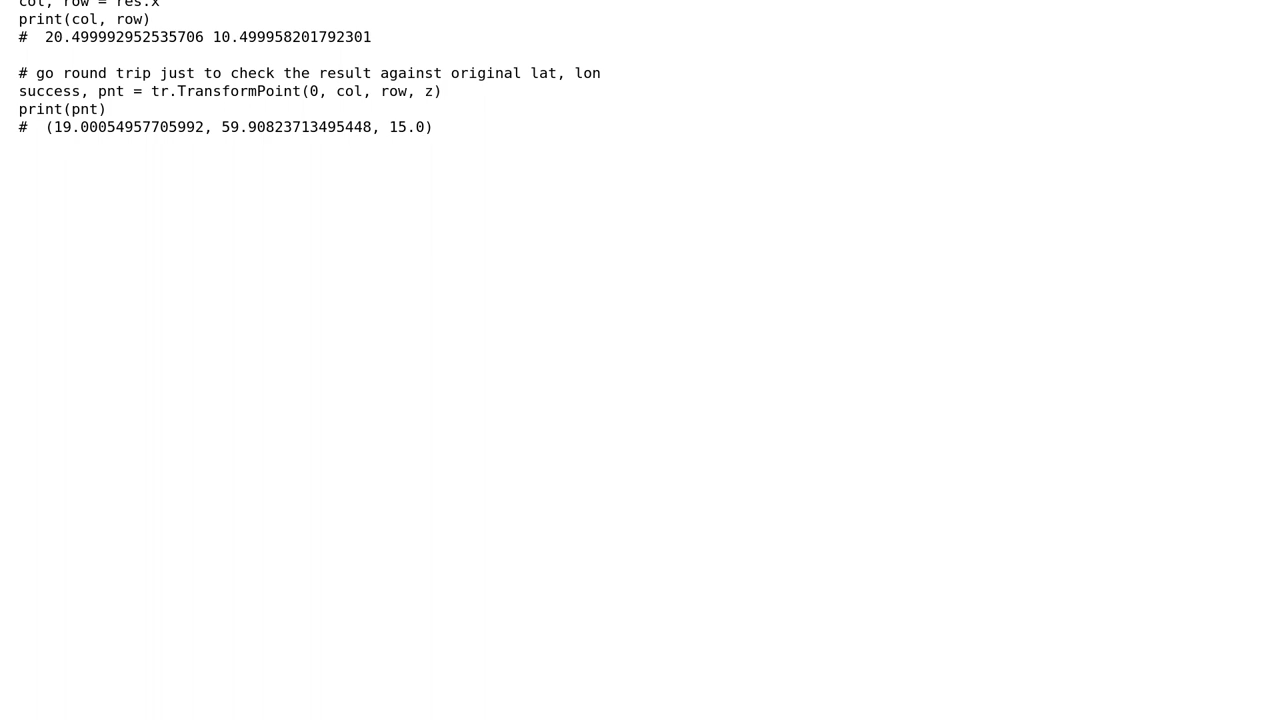 col, row = res.x
print(col, row)
#  20.499992952535706 10.499958201792301

# go round trip just to check the result against original lat, lon
success, pnt = tr.TransformPoint(0, col, row, z)
print(pnt)
#  (19.00054957705992, 59.90823713495448, 15.0)